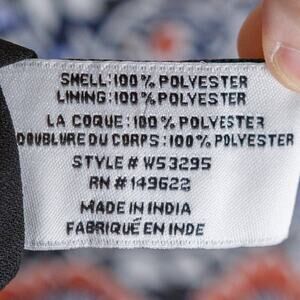 SHELL:100% POLYESTER
LINING:100% POLYESTER
LA COQUE:100% POLYESTER
DOUBLURE DU CORPS:100% POLYESTER
STYLE# W53295
RN#149622
MADE IN INDIA
FABRIQUÉ EN INDE